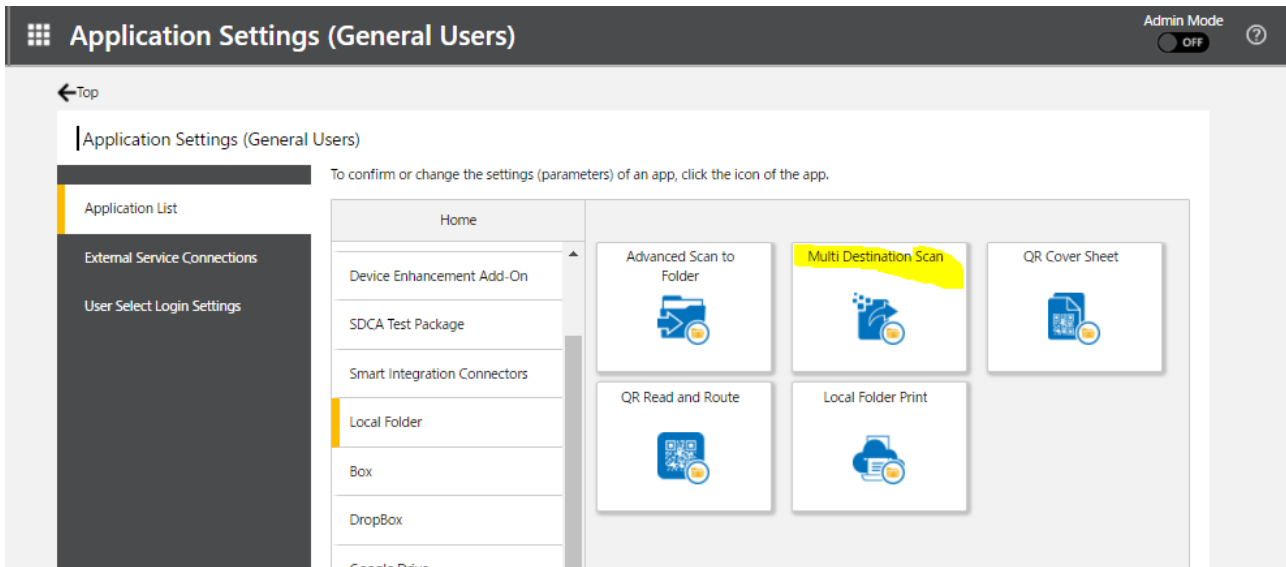 Application Settings (General Users)
Admin Mode
OFF
?
Top
Application Settings (General Users)
To confirm or change the settings (parameters) of an app, click the icon of the app.
Application List
External Service Connections
User Select Login Settings
Home
Device Enhancement Add-On
SDCA Test Package
Smart Integration Connectors
Local Folder
Box
DropBox
Google Drive
Advanced Scan to
Folder
Multi Destination Scan
QR Cover Sheet
QR Read and Route
Local Folder Print